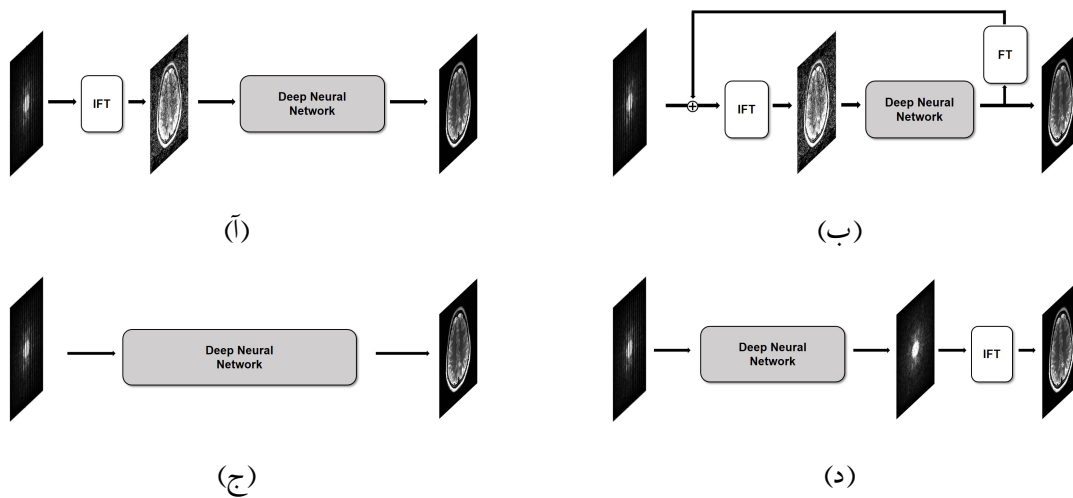 IFT
Deep Neural
Network
(آ)
FT
IFT
Deep Neural
Network
(ب)
Deep Neural
Network
(ج)
Deep Neural
Network
IFT
(د)